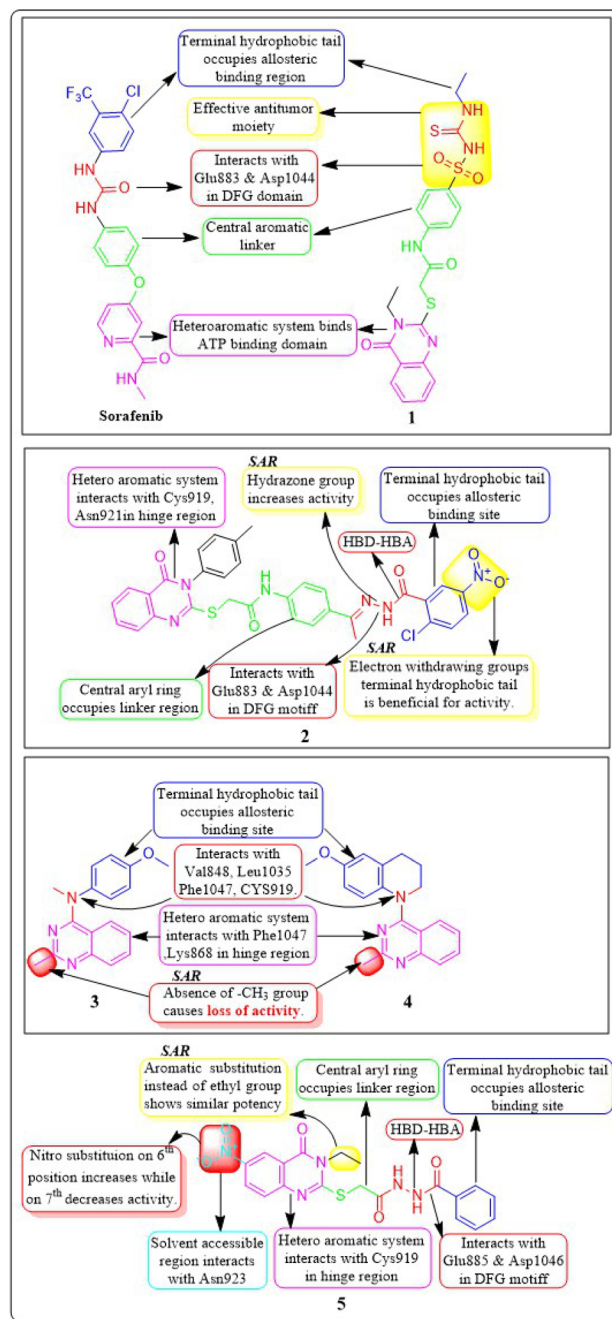 Terminal hydrophobic tail
occupies allosteric
binding region
F₃C
Cl
Effective antitumor
moiety
NH
S
NH
S
O
O
HN
O
HN
Interacts with
Glu883 & Asp1044
in DFG domain
Central aromatic
linker
NH
O
S
O
N
N
O
N
O
HN
Heteroaromatic system binds
ATP binding domain
Sorafenib
1
SAR
Hetero aromatic system
interacts with Cys919,
Asn921in hinge region
Hydrazone group
increases activity
Terminal hydrophobic tail
occupies allosteric
binding site
HBD-HBA
O
N
N
S
O
H
N
N
N
H
O
Cl
O
N⁺
O⁻
SAR
Central aryl ring
occupies linker region
Interacts with
Glu883 & Asp1044
in DFG motiff
Electron withdrawing groups
terminal hydrophobic tail
is beneficial for activity.
2
Terminal hydrophobic tail
occupies allosteric
binding site
Interacts with
Val848, Leu1035
Phe1047, CYS919.
O
N
N
N
O
N
N
N
Hetero aromatic system
interacts with Phe1047
,Lys868 in hinge region
3
SAR
4
Absence of -CH₃ group
causes loss of activity.
SAR
Aromatic substitution
instead of ethyl group
shows similar potency
Central aryl ring
occupies linker region
Terminal hydrophobic tail
occupies allosteric
binding site
HBD-HBA
Nitro substituion on 6th
position increases while
on 7th decreases activity.
O
N
N
S
O
H
N
N
H
O
Solvent accessible
region interacts
with Asn923
Hetero aromatic system
interacts with Cys919
in hinge region
Interacts with
Glu885 & Asp1046
in DFG motiff
5